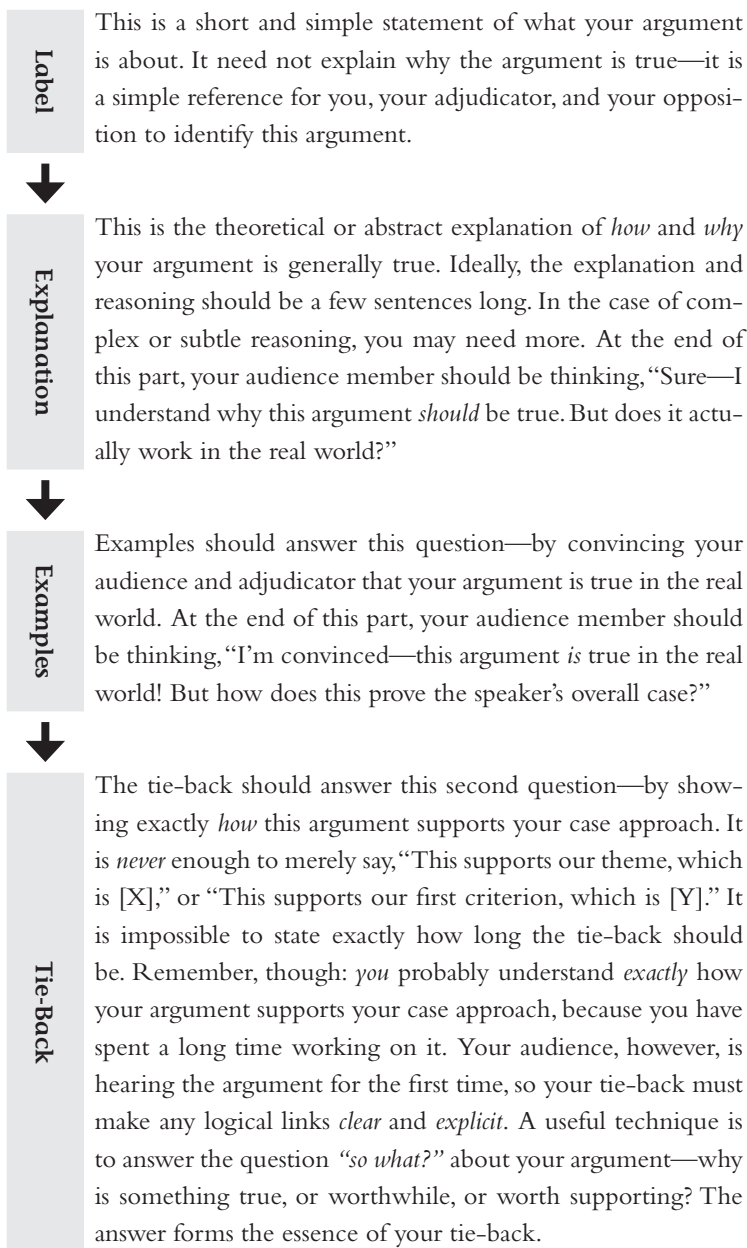 Label
This is a short and simple statement of what your argument
is about. It need not explain why the argument is true—it is
a simple reference for you, your adjudicator, and your opposi-
tion to identify this argument.
Explanation
This is the theoretical or abstract explanation of how and why
your argument is generally true. Ideally, the explanation and
reasoning should be a few sentences long. In the case of com-
plex or subtle reasoning, you may need more. At the end of
this part, your audience member should be thinking, “Sure—I
understand why this argument should be true. But does it actu-
ally work in the real world?”
Examples
Examples should answer this question—by convincing your
audience and adjudicator that your argument is true in the real
world. At the end of this part, your audience member should
be thinking, “I’m convinced—this argument is true in the real
world! But how does this prove the speaker’s overall case?”
Tie-Back
The tie-back should answer this second question—by show-
ing exactly how this argument supports your case approach. It
is never enough to merely say, “This supports our theme, which
is [X],” or “This supports our first criterion, which is [Y].” It
is impossible to state exactly how long the tie-back should
be. Remember, though: you probably understand exactly how
your argument supports your case approach, because you have
spent a long time working on it. Your audience, however, is
hearing the argument for the first time, so your tie-back must
make any logical links clear and explicit. A useful technique is
to answer the question “so what?” about your argument—why
is something true, or worthwhile, or worth supporting? The
answer forms the essence of your tie-back.